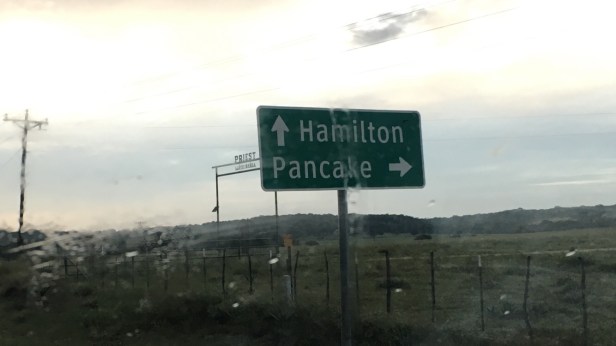 ↑ Hamilton
Pancake →
PRIEST